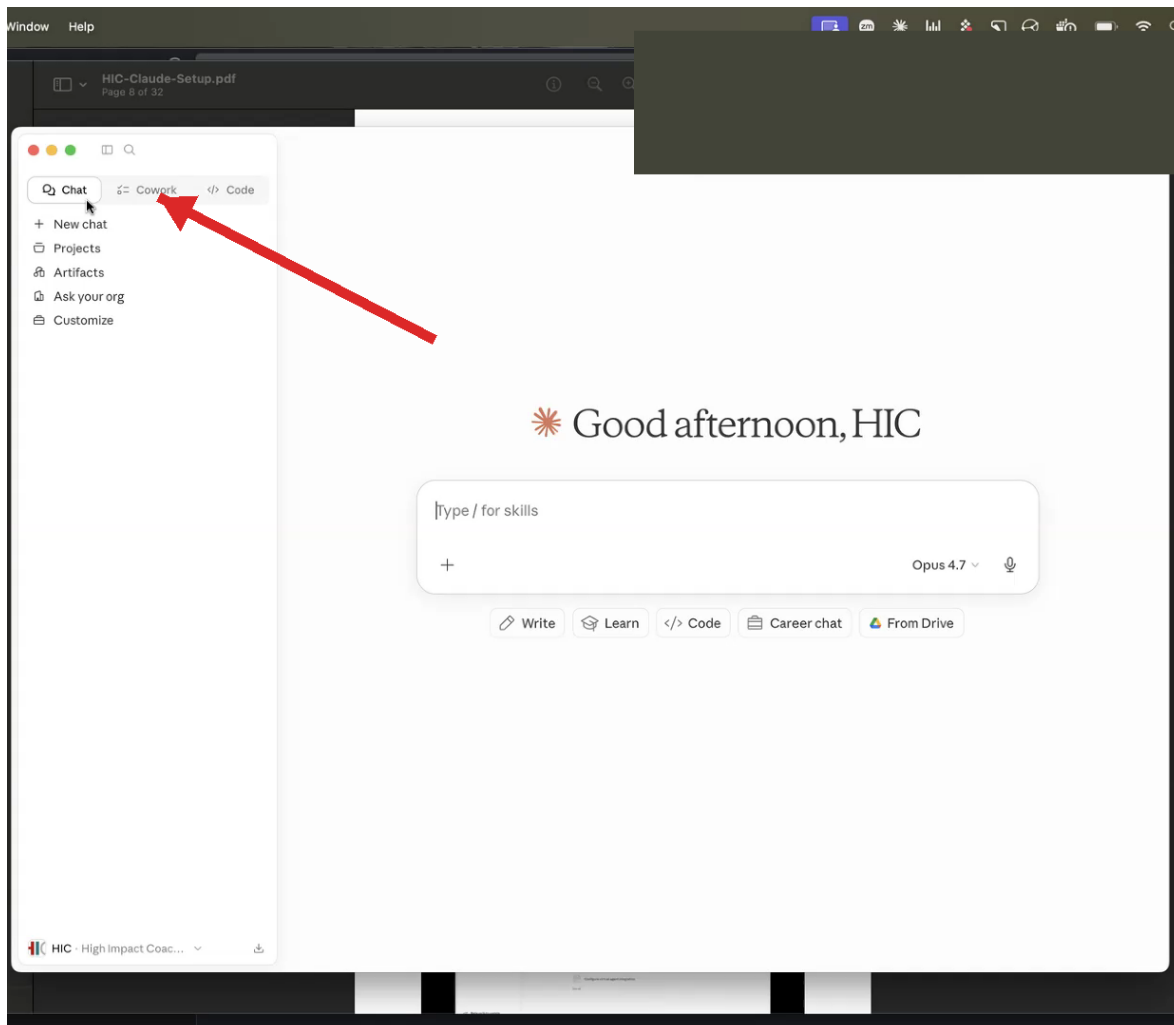 Window Help
zm
HIC-Claude-Setup.pdf
Page 8 of 32
Chat Cowork </> Code
+ New chat
Projects
Artifacts
Ask your org
Customize
Good afternoon, HIC
Type / for skills
+ Opus 4.7
Write Learn </> Code Career chat From Drive
HIC · High Impact Coac...